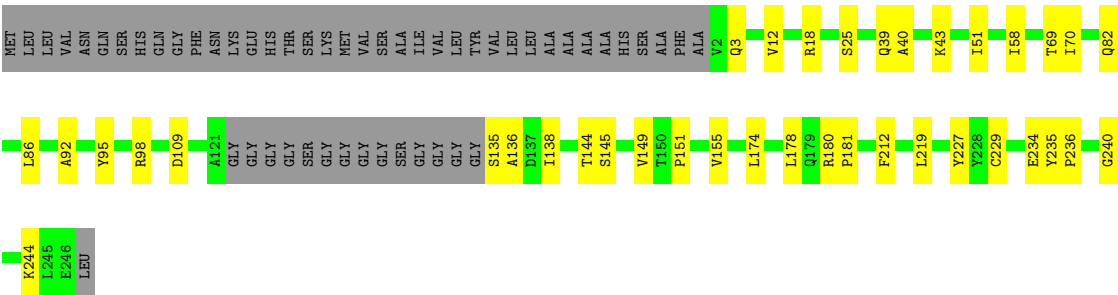 MET LEU LEU VAL ASN GLN SER HIS GLN GLY PHE ASN LYS GLU HIS THR SER LYS MET VAL SER ALA ILE VAL LEU TYR VAL LEU LEU ALA ALA ALA ALA HIS SER ALA PHE ALA V2 Q3 V12 R18 S25 Q39 A40 K43 I51 I58 T69 I70 Q82
L86 A92 Y95 R98 D109 A121 GLY GLY GLY GLY SER GLY GLY GLY GLY SER GLY GLY GLY GLY S135 A136 D137 I138 T144 S145 V149 T150 P151 V155 L174 L178 Q179 R180 P181 F212 L219 Y227 Y228 C229 E234 Y235 P236 G240
K244 L245 E246 LEU